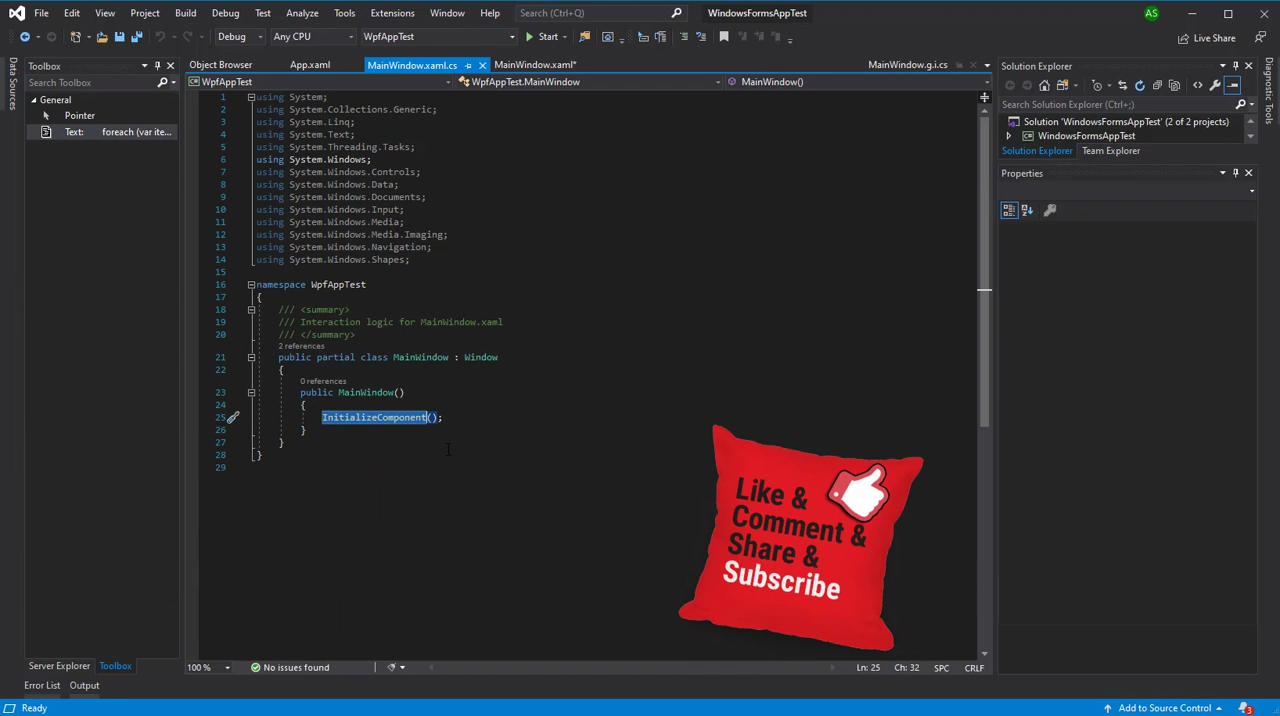 File Edit View Project Build Debug Test Analyze Tools Extensions Window Help Search (Ctrl+Q) WindowsFormsAppTest AS
Debug Any CPU WpfAppTest Start Live Share
Data Sources
Toolbox
Search Toolbox
General
Pointer
Text: foreach (var ite...
Server Explorer Toolbox
Object Browser App.xaml MainWindow.xaml.cs MainWindow.xaml* MainWindow.g.i.cs
WpfAppTest WpfAppTest.MainWindow MainWindow()
1 using System;
2 using System.Collections.Generic;
3 using System.Linq;
4 using System.Text;
5 using System.Threading.Tasks;
6 using System.Windows;
7 using System.Windows.Controls;
8 using System.Windows.Data;
9 using System.Windows.Documents;
10 using System.Windows.Input;
11 using System.Windows.Media;
12 using System.Windows.Media.Imaging;
13 using System.Windows.Navigation;
14 using System.Windows.Shapes;
15
16 namespace WpfAppTest
17 {
18 /// <summary>
19 /// Interaction logic for MainWindow.xaml
20 /// </summary>
2 references
21 public partial class MainWindow : Window
22 {
0 references
23 public MainWindow()
24 {
25 InitializeComponent();
26 }
27 }
28 }
29
Like &
Comment &
Share &
Subscribe
100 % No issues found Ln: 25 Ch: 32 SPC CRLF
Solution Explorer
Search Solution Explorer (Ctrl+;)
Solution 'WindowsFormsAppTest' (2 of 2 projects)
WindowsFormsAppTest
Solution Explorer Team Explorer
Properties
Diagnostic Tools
Error List Output
Ready Add to Source Control 3